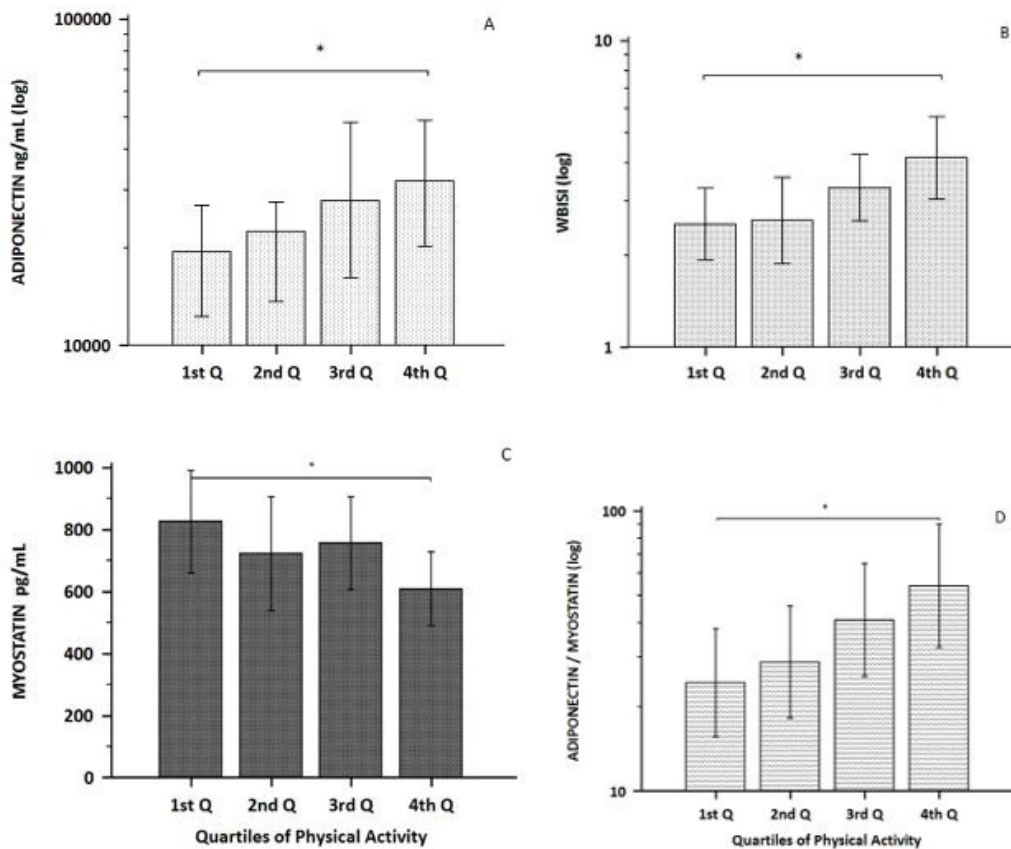 A
100000
*
ADIPONECTIN ng/mL (log)
10000
1st Q 2nd Q 3rd Q 4th Q
B
10
*
WBISI (log)
1
1st Q 2nd Q 3rd Q 4th Q
C
1000
*
800
600
400
200
0
MYOSTATIN pg/mL
1st Q 2nd Q 3rd Q 4th Q
Quartiles of Physical Activity
D
100
*
ADIPONECTIN / MYOSTATIN (log)
10
1st Q 2nd Q 3rd Q 4th Q
Quartiles of Physical Activity